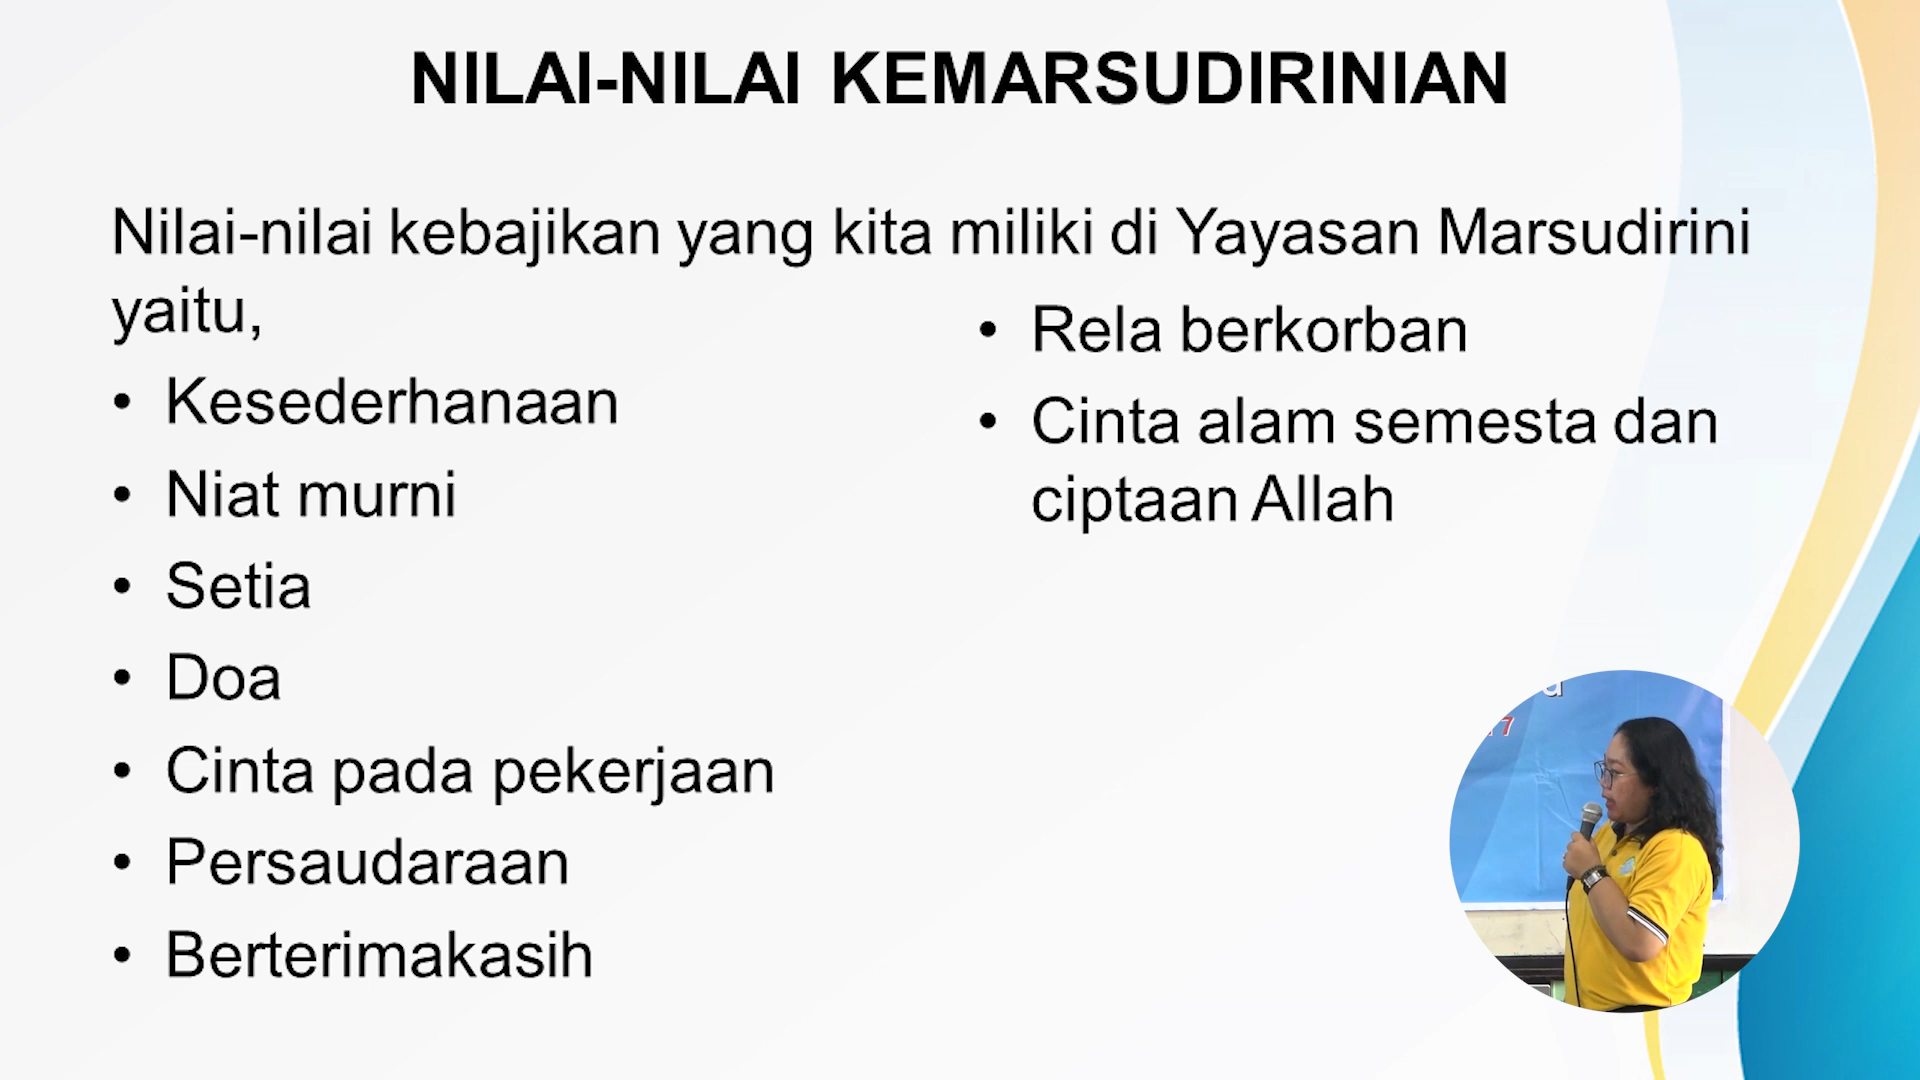 NILAI-NILAI KEMARSUDIRINIAN
Nilai-nilai kebajikan yang kita miliki di Yayasan Marsudirini
yaitu,
• Kesederhanaan
• Niat murni
• Setia
• Doa
• Cinta pada pekerjaan
• Persaudaraan
• Berterimakasih
• Rela berkorban
• Cinta alam semesta dan
ciptaan Allah